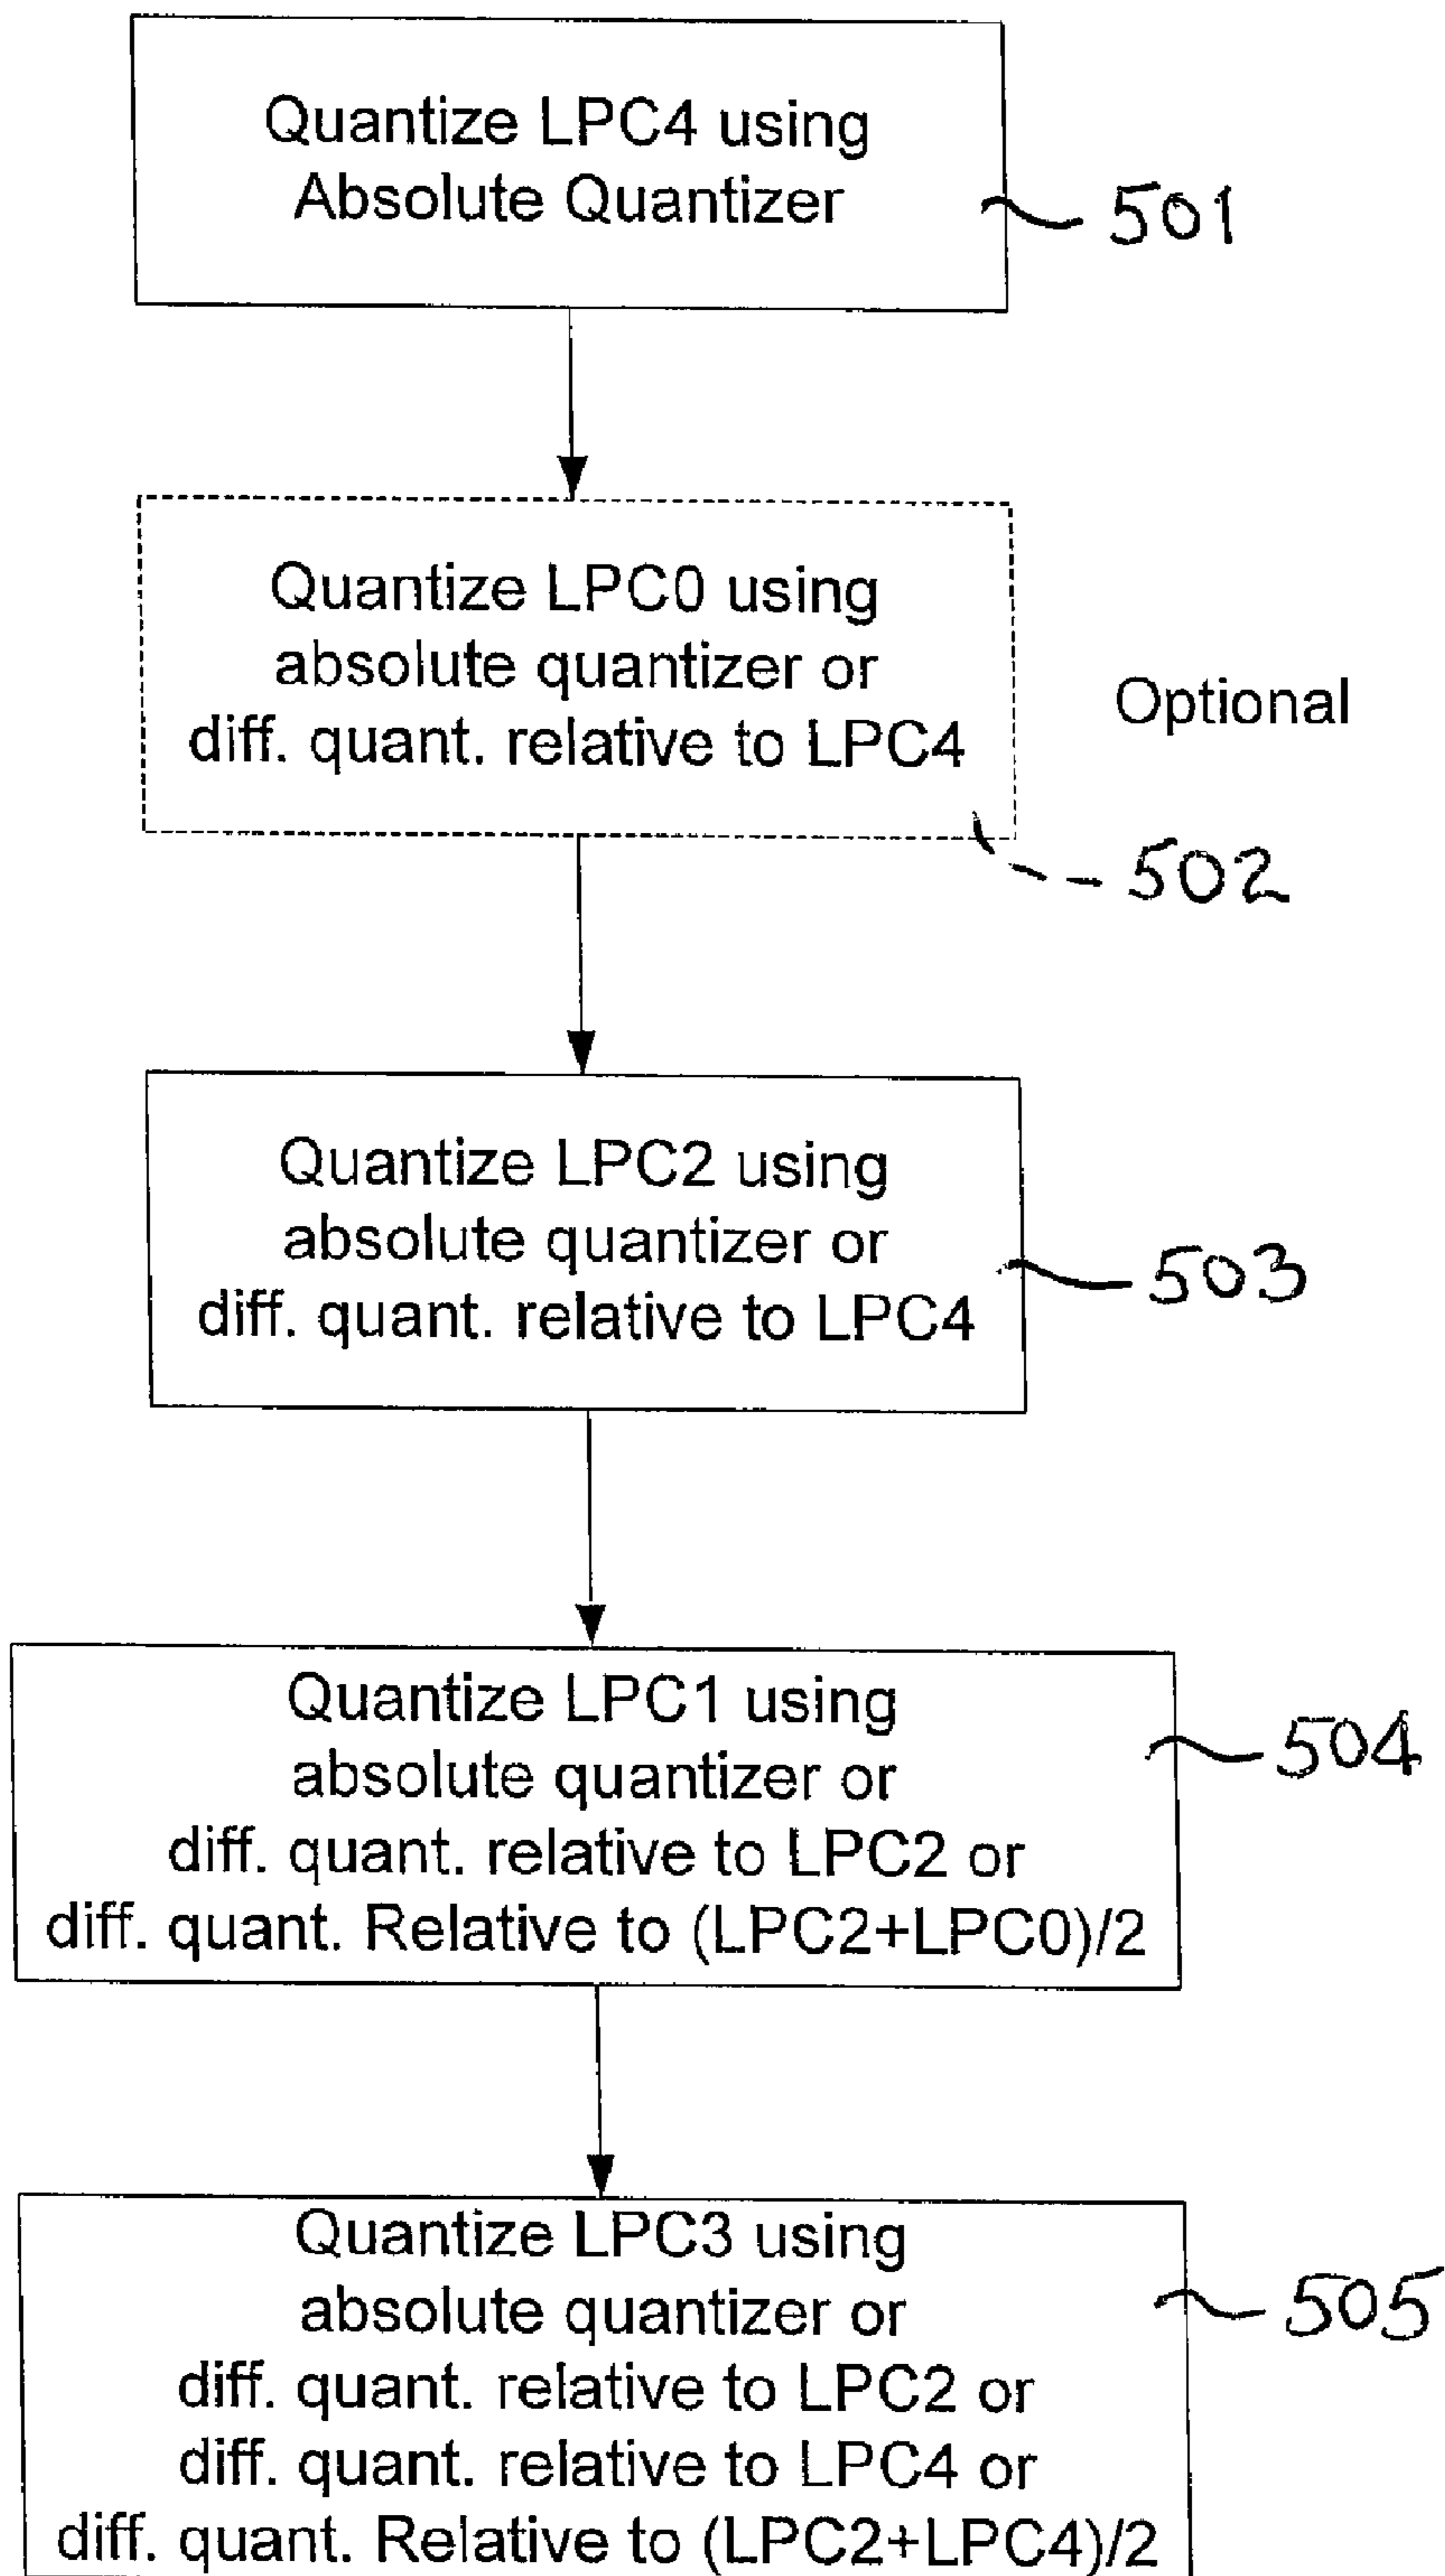 Quantize LPC4 using
Absolute Quantizer
501
Quantize LPC0 using
absolute quantizer or
diff. quant. relative to LPC4
Optional
502
Quantize LPC2 using
absolute quantizer or
diff. quant. relative to LPC4
503
Quantize LPC1 using
absolute quantizer or
diff. quant. relative to LPC2 or
diff. quant. Relative to (LPC2+LPC0)/2
504
Quantize LPC3 using
absolute quantizer or
diff. quant. relative to LPC2 or
diff. quant. relative to LPC4 or
diff. quant. Relative to (LPC2+LPC4)/2
505